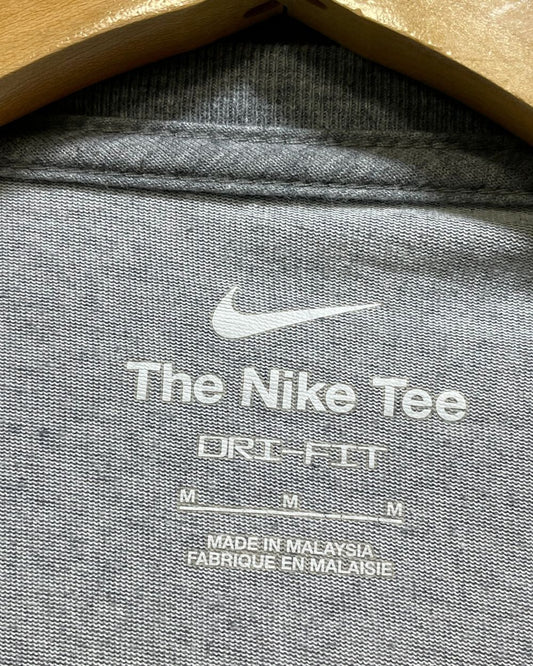 The Nike Tee
DRI-FIT
M M M
MADE IN MALAYSIA
FABRIQUE EN MALAISIE